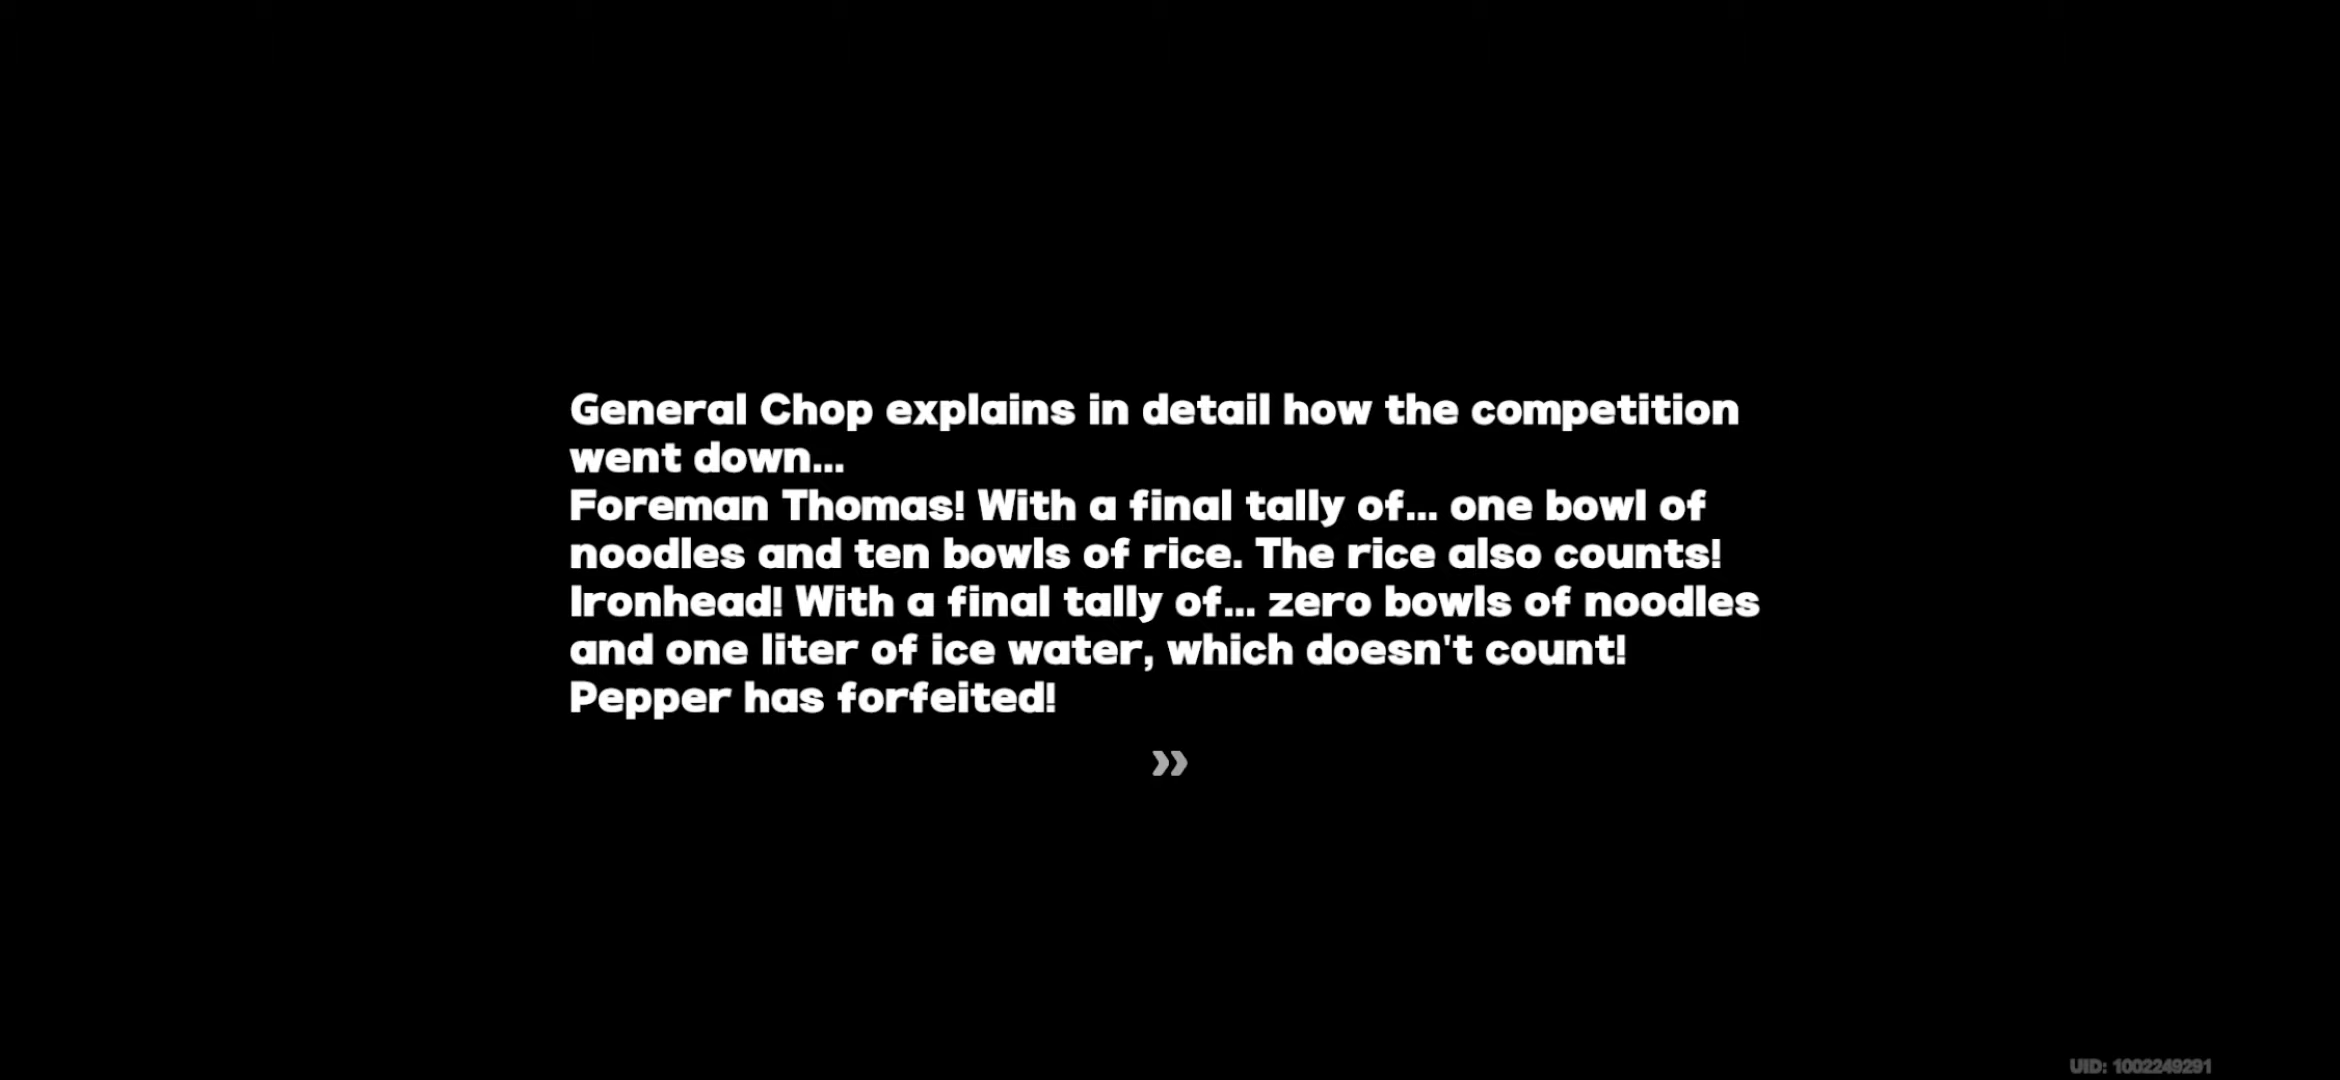 General Chop explains in detail how the competition
went down...
Foreman Thomas! With a final tally of... one bowl of
noodles and ten bowls of rice. The rice also counts!
Ironhead! With a final tally of... zero bowls of noodles
and one liter of ice water, which doesn't count!
Pepper has forfeited!
»
UID: 1002249291